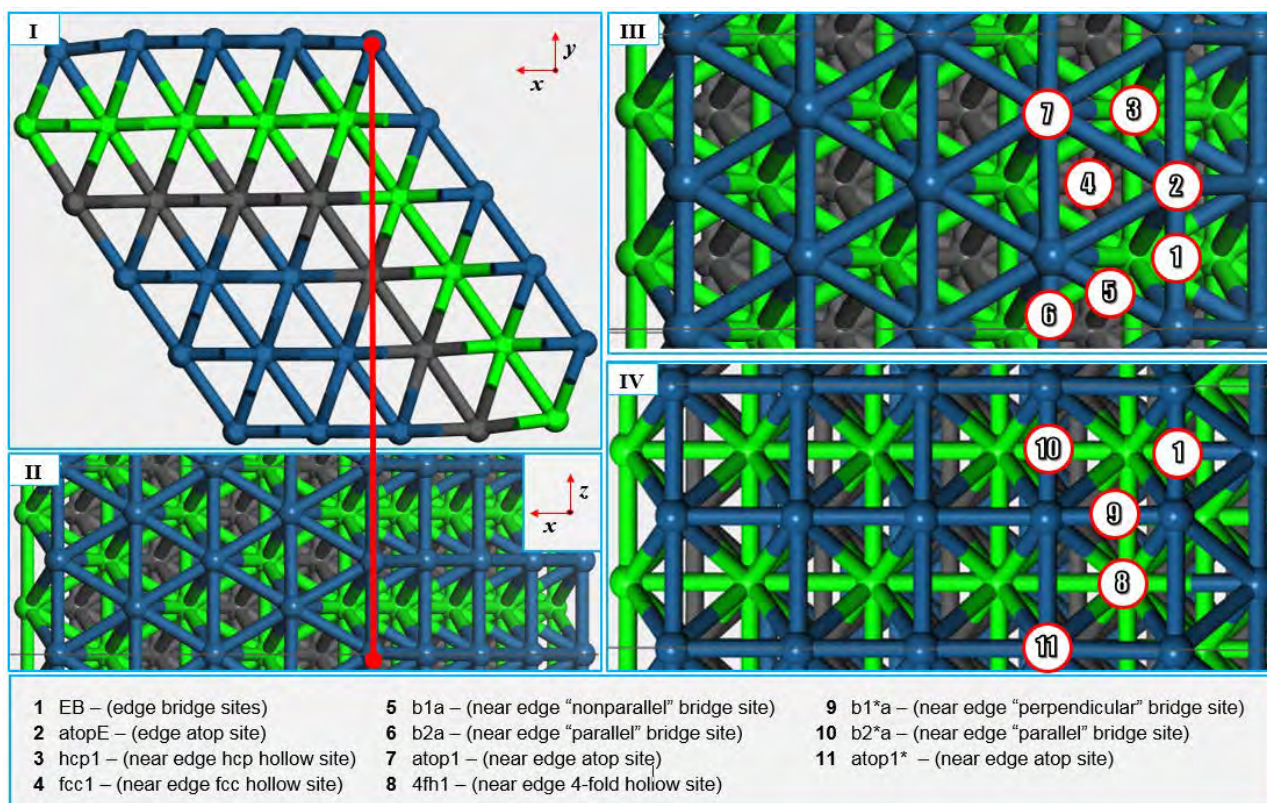 I
y
x
II
z
x
III
7
3
4
2
1
5
6
IV
10
1
9
8
11
1 EB – (edge bridge sites)
2 atopE – (edge atop site)
3 hcp1 – (near edge hcp hollow site)
4 fcc1 – (near edge fcc hollow site)
5 b1a – (near edge “nonparallel” bridge site)
6 b2a – (near edge “parallel” bridge site)
7 atop1 – (near edge atop site)
8 4fh1 – (near edge 4-fold hollow site)
9 b1*a – (near edge “perpendicular” bridge site)
10 b2*a – (near edge “parallel” bridge site)
11 atop1* – (near edge atop site)